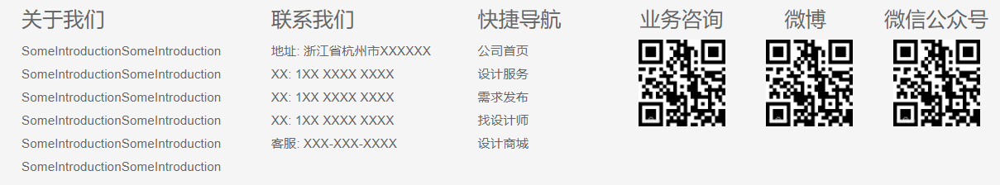 关于我们
SomeIntroductionSomeIntroduction
SomeIntroductionSomeIntroduction
SomeIntroductionSomeIntroduction
SomeIntroductionSomeIntroduction
SomeIntroductionSomeIntroduction
SomeIntroductionSomeIntroduction
联系我们
地址: 浙江省杭州市XXXXXX
XX: 1XX XXXX XXXX
XX: 1XX XXXX XXXX
XX: 1XX XXXX XXXX
客服: XXX-XXX-XXXX
快捷导航
公司首页
设计服务
需求发布
找设计师
设计商城
业务咨询
微博
微信公众号